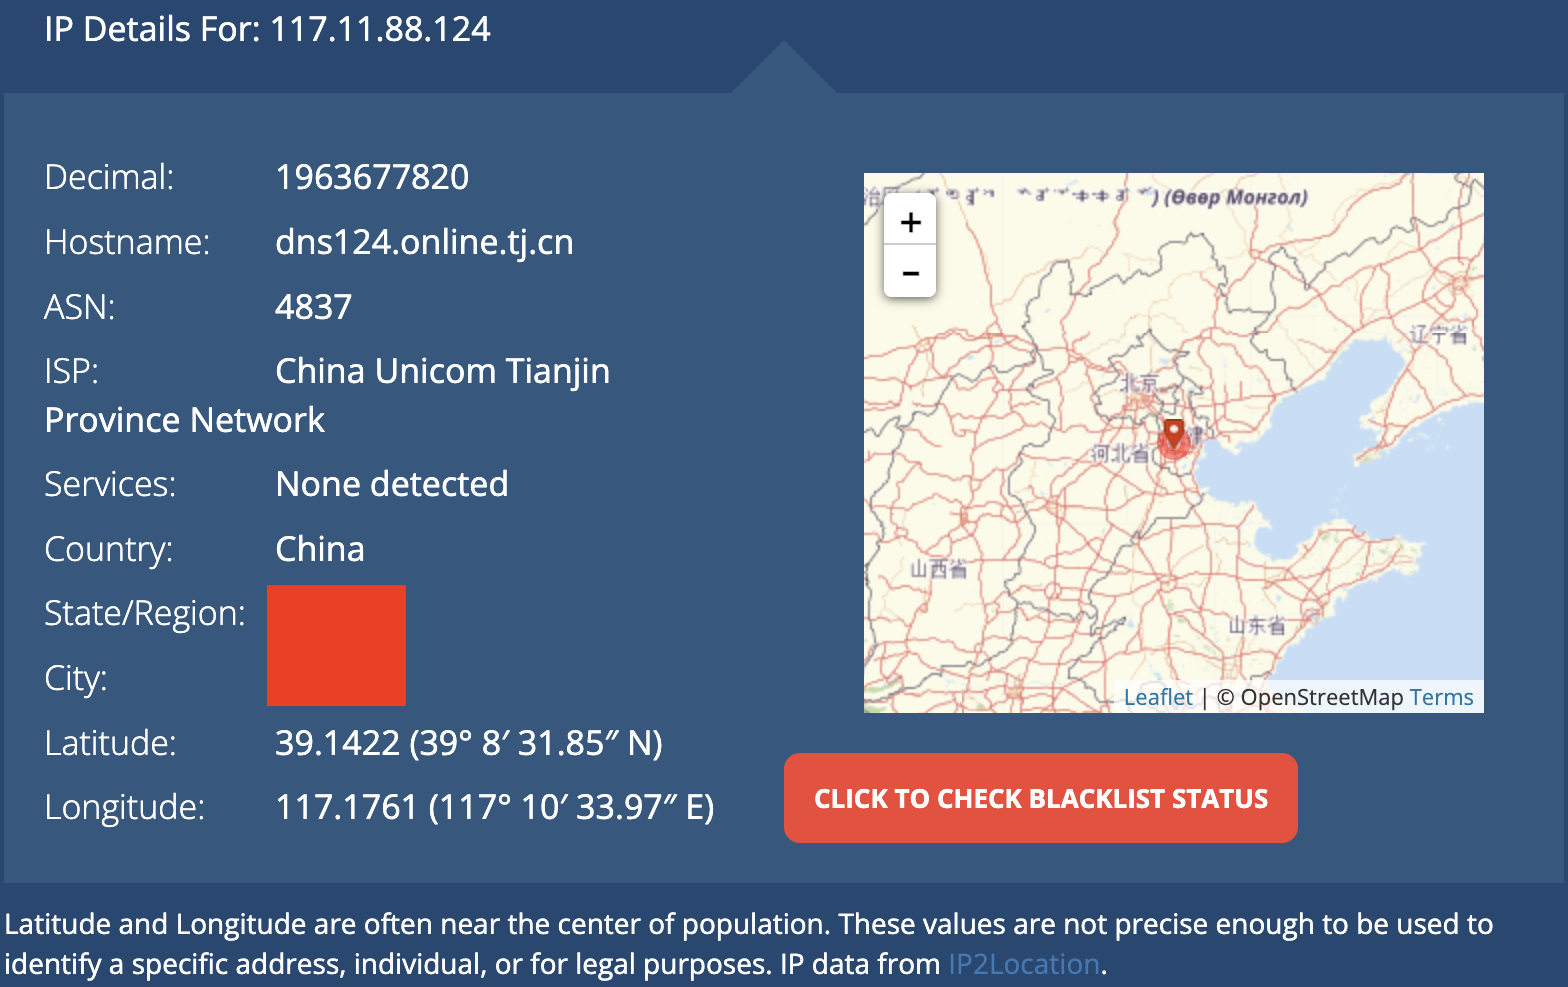 IP Details For: 117.11.88.124
Decimal: 1963677820
Hostname: dns124.online.tj.cn
ASN: 4837
ISP: China Unicom Tianjin
Province Network
Services: None detected
Country: China
State/Region:
City:
Latitude: 39.1422 (39° 8′ 31.85″ N)
Longitude: 117.1761 (117° 10′ 33.97″ E)
) (Өвөр Монгол)
+
−
辽宁省
北京
津
河北省
山西省
山东省
Leaflet | © OpenStreetMap Terms
CLICK TO CHECK BLACKLIST STATUS
Latitude and Longitude are often near the center of population. These values are not precise enough to be used to
identify a specific address, individual, or for legal purposes. IP data from IP2Location.